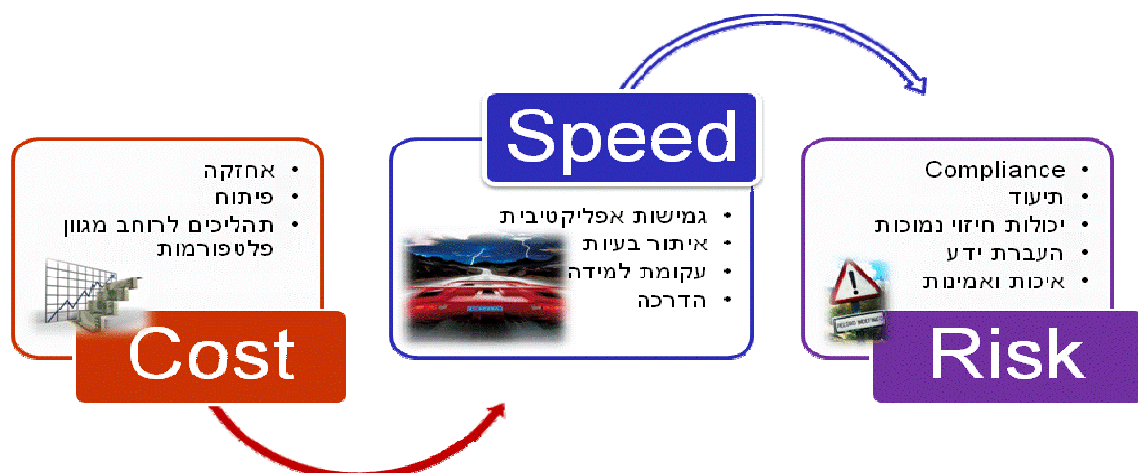 Speed
אחזקה
פיתוח
תהליכים לרוחב מגוון
פלטפורמות
Cost
גמישות אפליקטיבית
איתור בעיות
עקומת למידה
הדרכה
Compliance
תיעוד
יכולות חיזוי נמוכות
העברת ידע
איכות ואמינות
Risk